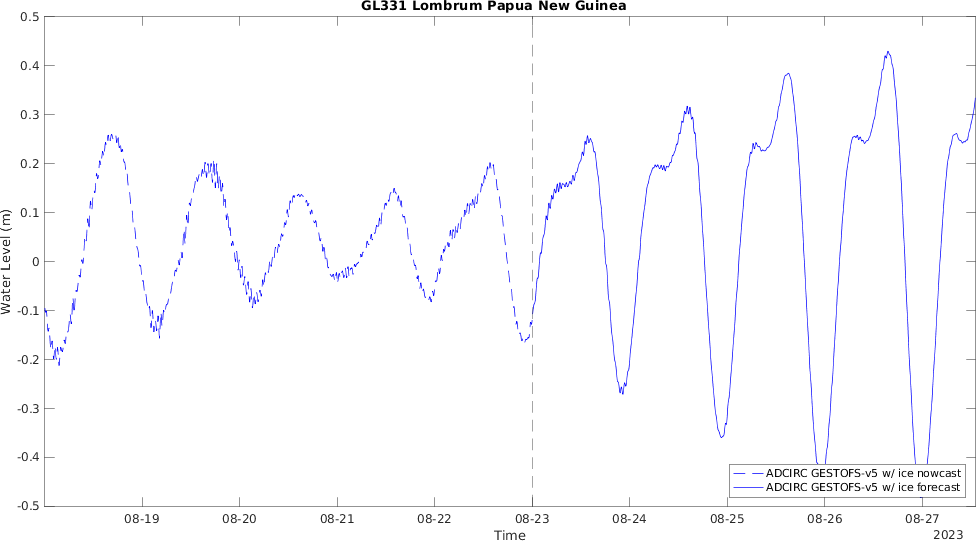 GL331 Lombrum Papua New Guinea
0.5
0.4
0.3
0.2
0.1
0
-0.1
-0.2
-0.3
-0.4
-0.5
Water Level (m)
ADCIRC GESTOFS-v5 w/ ice nowcast
ADCIRC GESTOFS-v5 w/ ice forecast
08-19 08-20 08-21 08-22 08-23 08-24 08-25 08-26 08-27
Time
2023